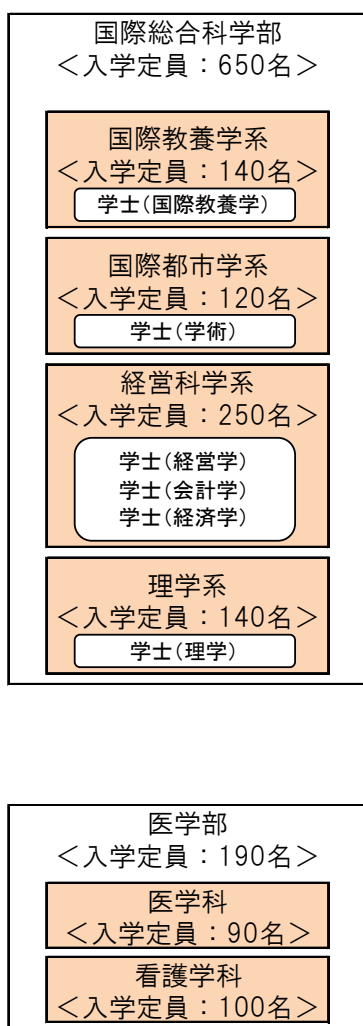 国際総合科学部
＜入学定員：650名＞
国際教養学系
＜入学定員：140名＞
学士（国際教養学）
国際都市学系
＜入学定員：120名＞
学士（学術）
経営科学系
＜入学定員：250名＞
学士（経営学）
学士（会計学）
学士（経済学）
理学系
＜入学定員：140名＞
学士（理学）
医学部
＜入学定員：190名＞
医学科
＜入学定員：90名＞
看護学科
＜入学定員：100名＞